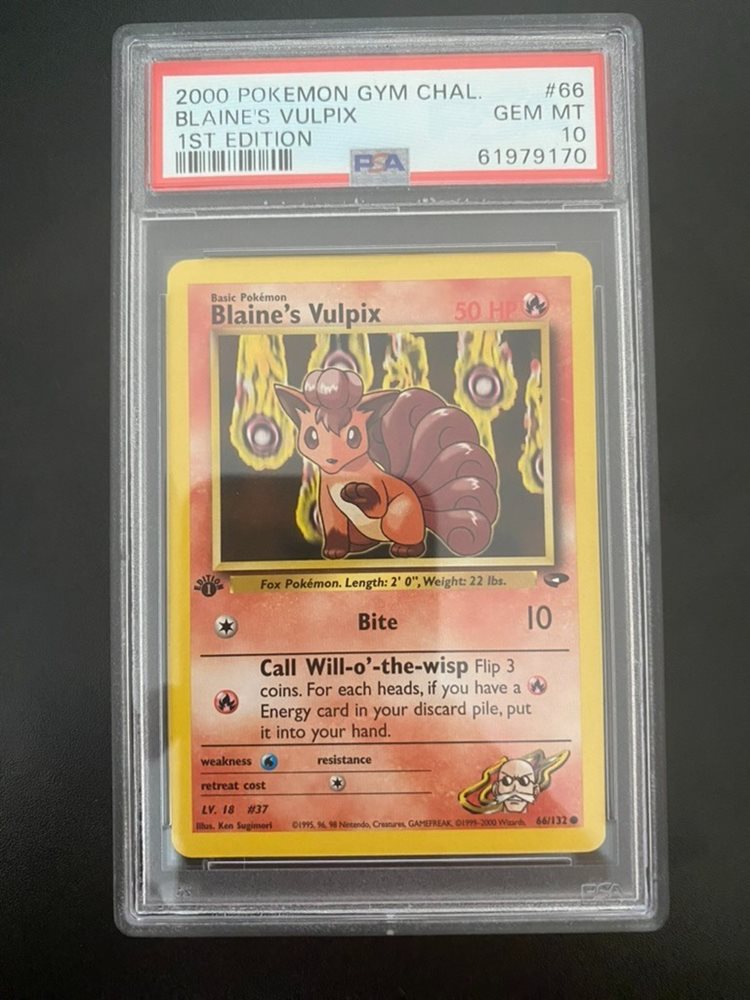 2000 POKEMON GYM CHAL. #66
BLAINE'S VULPIX GEM MT
1ST EDITION 10
PSA 61979170
Basic Pokémon
Blaine's Vulpix 50 HP
EDITION
1
Fox Pokémon. Length: 2' 0", Weight: 22 lbs.
Bite 10
Call Will-o'-the-wisp Flip 3
coins. For each heads, if you have a
Energy card in your discard pile, put
it into your hand.
weakness resistance
retreat cost
LV. 18 #37
Illus. Ken Sugimori ©1995, 96, 98 Nintendo, Creatures, GAMEFREAK. ©1999-2000 Wizards. 66/132
PSA